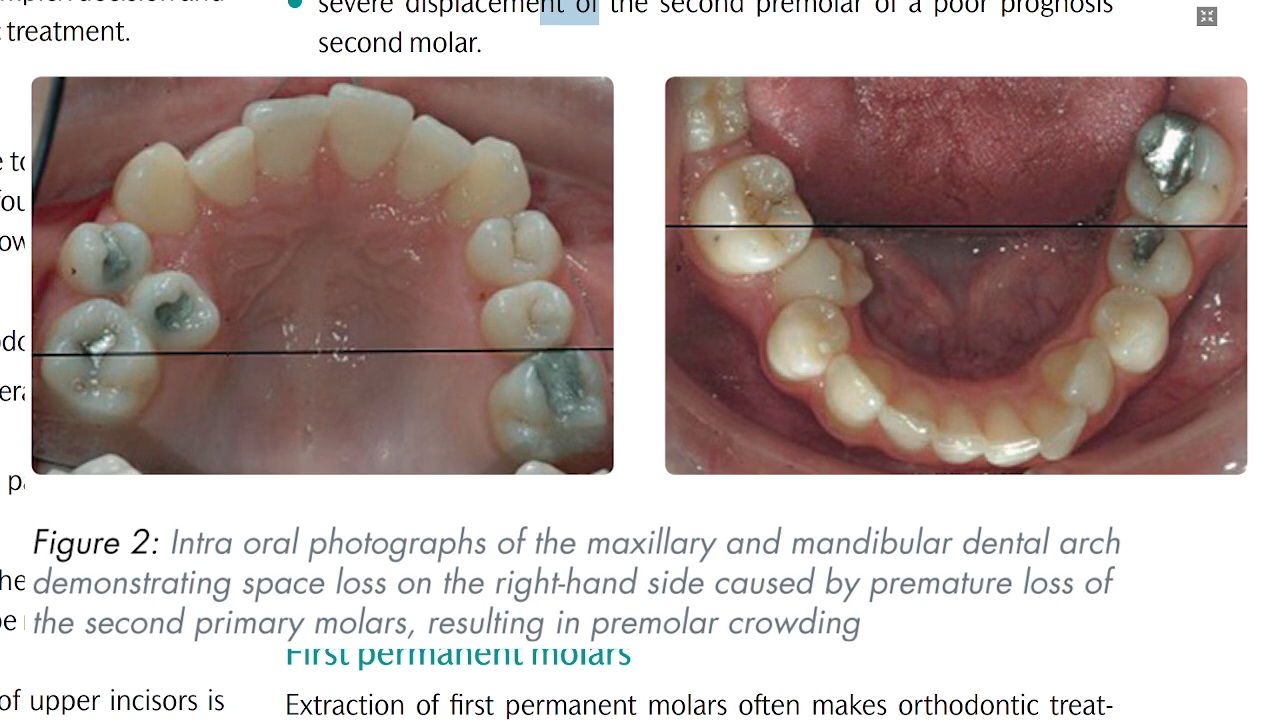 severe displacement of the second premolar of a poor prognosis
treatment.
second molar.
Figure 2: Intra oral photographs of the maxillary and mandibular dental arch
demonstrating space loss on the right-hand side caused by premature loss of
the second primary molars, resulting in premolar crowding
First permanent molars
of upper incisors is
Extraction of first permanent molars often makes orthodontic treat-